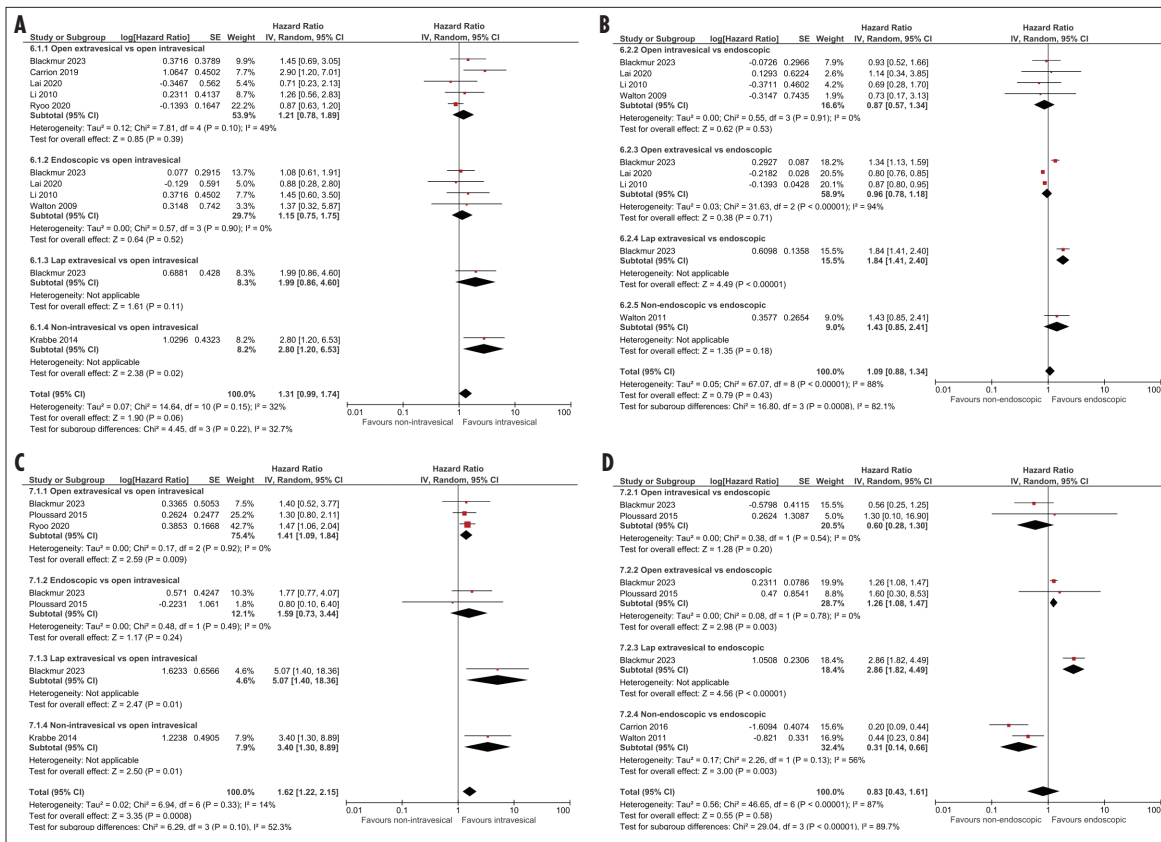 A
Hazard Ratio Hazard Ratio
Study or Subgroup log[Hazard Ratio] SE Weight IV, Random, 95% CI IV, Random, 95% CI
6.1.1 Open extravesical vs open intravesical
Blackmur 2023 0.3716 0.3789 9.9% 1.45 [0.69, 3.05]
Carrion 2019 1.0647 0.4502 7.7% 2.90 [1.20, 7.01]
Lai 2020 -0.3467 0.562 5.4% 0.71 [0.23, 2.13]
Li 2010 0.2311 0.4137 8.7% 1.26 [0.56, 2.83]
Ryoo 2020 -0.1393 0.1647 22.2% 0.87 [0.63, 1.20]
Subtotal (95% CI) 53.9% 1.21 [0.78, 1.89]
Heterogeneity: Tau² = 0.12; Chi² = 7.81, df = 4 (P = 0.10); I² = 49%
Test for overall effect: Z = 0.85 (P = 0.39)
6.1.2 Endoscopic vs open intravesical
Blackmur 2023 0.077 0.2915 13.7% 1.08 [0.61, 1.91]
Lai 2020 -0.129 0.591 5.0% 0.88 [0.28, 2.80]
Li 2010 0.3716 0.4502 7.7% 1.45 [0.60, 3.50]
Walton 2009 0.3148 0.742 3.3% 1.37 [0.32, 5.87]
Subtotal (95% CI) 29.7% 1.15 [0.75, 1.75]
Heterogeneity: Tau² = 0.00; Chi² = 0.57, df = 3 (P = 0.90); I² = 0%
Test for overall effect: Z = 0.64 (P = 0.52)
6.1.3 Lap extravesical vs open intravesical
Blackmur 2023 0.6881 0.428 8.3% 1.99 [0.86, 4.60]
Subtotal (95% CI) 8.3% 1.99 [0.86, 4.60]
Heterogeneity: Not applicable
Test for overall effect: Z = 1.61 (P = 0.11)
6.1.4 Non-intravesical vs open intravesical
Krabbe 2014 1.0296 0.4323 8.2% 2.80 [1.20, 6.53]
Subtotal (95% CI) 8.2% 2.80 [1.20, 6.53]
Heterogeneity: Not applicable
Test for overall effect: Z = 2.38 (P = 0.02)
Total (95% CI) 100.0% 1.31 [0.99, 1.74]
Heterogeneity: Tau² = 0.07; Chi² = 14.64, df = 10 (P = 0.15); I² = 32%
Test for overall effect: Z = 1.90 (P = 0.06)
Test for subgroup differences: Chi² = 4.45, df = 3 (P = 0.22), I² = 32.7%
0.01 0.1 1 10 100
Favours non-intravesical Favours intravesical
B
Hazard Ratio Hazard Ratio
Study or Subgroup log[Hazard Ratio] SE Weight IV, Random, 95% CI IV, Random, 95% CI
6.2.2 Open intravesical vs endoscopic
Blackmur 2023 -0.0726 0.2966 7.9% 0.93 [0.52, 1.66]
Lai 2020 0.1293 0.6224 2.8% 1.14 [0.34, 3.85]
Li 2010 -0.3711 0.4602 4.2% 0.69 [0.28, 1.70]
Walton 2009 -0.3147 0.7435 1.9% 0.73 [0.17, 3.13]
Subtotal (95% CI) 16.6% 0.87 [0.57, 1.34]
Heterogeneity: Tau² = 0.00; Chi² = 0.55, df = 3 (P = 0.91); I² = 0%
Test for overall effect: Z = 0.62 (P = 0.53)
6.2.3 Open extravesical vs endoscopic
Blackmur 2023 0.2927 0.087 18.2% 1.34 [1.13, 1.59]
Lai 2020 -0.2182 0.028 20.5% 0.80 [0.76, 0.85]
Li 2010 -0.1393 0.0428 20.1% 0.87 [0.80, 0.95]
Subtotal (95% CI) 58.9% 0.96 [0.78, 1.18]
Heterogeneity: Tau² = 0.03; Chi² = 31.63, df = 2 (P < 0.00001); I² = 94%
Test for overall effect: Z = 0.38 (P = 0.71)
6.2.4 Lap extravesical vs endoscopic
Blackmur 2023 0.6098 0.1358 15.5% 1.84 [1.41, 2.40]
Subtotal (95% CI) 15.5% 1.84 [1.41, 2.40]
Heterogeneity: Not applicable
Test for overall effect: Z = 4.49 (P < 0.00001)
6.2.5 Non-endoscopic vs endoscopic
Walton 2011 0.3577 0.2654 9.0% 1.43 [0.85, 2.41]
Subtotal (95% CI) 9.0% 1.43 [0.85, 2.41]
Heterogeneity: Not applicable
Test for overall effect: Z = 1.35 (P = 0.18)
Total (95% CI) 100.0% 1.09 [0.88, 1.34]
Heterogeneity: Tau² = 0.05; Chi² = 67.07, df = 8 (P < 0.00001); I² = 88%
Test for overall effect: Z = 0.79 (P = 0.43)
Test for subgroup differences: Chi² = 16.80, df = 3 (P = 0.0008), I² = 82.1%
0.01 0.1 1 10 100
Favours non-endoscopic Favours endoscopic
C
Hazard Ratio Hazard Ratio
Study or Subgroup log[Hazard Ratio] SE Weight IV, Random, 95% CI IV, Random, 95% CI
7.1.1 Open extravesical vs open intravesical
Blackmur 2023 0.3365 0.5053 7.5% 1.40 [0.52, 3.77]
Ploussard 2015 0.2624 0.2477 25.2% 1.30 [0.80, 2.11]
Ryoo 2020 0.3853 0.1668 42.7% 1.47 [1.06, 2.04]
Subtotal (95% CI) 75.4% 1.41 [1.09, 1.84]
Heterogeneity: Tau² = 0.00; Chi² = 0.17, df = 2 (P = 0.92); I² = 0%
Test for overall effect: Z = 2.59 (P = 0.009)
7.1.2 Endoscopic vs open intravesical
Blackmur 2023 0.571 0.4247 10.3% 1.77 [0.77, 4.07]
Ploussard 2015 -0.2231 1.061 1.8% 0.80 [0.10, 6.40]
Subtotal (95% CI) 12.1% 1.59 [0.73, 3.44]
Heterogeneity: Tau² = 0.00; Chi² = 0.48, df = 1 (P = 0.49); I² = 0%
Test for overall effect: Z = 1.17 (P = 0.24)
7.1.3 Lap extravesical vs open intravesical
Blackmur 2023 1.6233 0.6566 4.6% 5.07 [1.40, 18.36]
Subtotal (95% CI) 4.6% 5.07 [1.40, 18.36]
Heterogeneity: Not applicable
Test for overall effect: Z = 2.47 (P = 0.01)
7.1.4 Non-intravesical vs open intravesical
Krabbe 2014 1.2238 0.4905 7.9% 3.40 [1.30, 8.89]
Subtotal (95% CI) 7.9% 3.40 [1.30, 8.89]
Heterogeneity: Not applicable
Test for overall effect: Z = 2.50 (P = 0.01)
Total (95% CI) 100.0% 1.62 [1.22, 2.15]
Heterogeneity: Tau² = 0.02; Chi² = 6.94, df = 6 (P = 0.33); I² = 14%
Test for overall effect: Z = 3.35 (P = 0.0008)
Test for subgroup differences: Chi² = 6.29, df = 3 (P = 0.10), I² = 52.3%
0.01 0.1 1 10 100
Favours non-intravesical Favours intravesical
D
Hazard Ratio Hazard Ratio
Study or Subgroup log[Hazard Ratio] SE Weight IV, Random, 95% CI IV, Random, 95% CI
7.2.1 Open intravesical vs endoscopic
Blackmur 2023 -0.5798 0.4115 15.5% 0.56 [0.25, 1.25]
Ploussard 2015 0.2624 1.3087 5.0% 1.30 [0.10, 16.90]
Subtotal (95% CI) 20.5% 0.60 [0.28, 1.30]
Heterogeneity: Tau² = 0.00; Chi² = 0.38, df = 1 (P = 0.54); I² = 0%
Test for overall effect: Z = 1.28 (P = 0.20)
7.2.2 Open extravesical vs endoscopic
Blackmur 2023 0.2311 0.0786 19.9% 1.26 [1.08, 1.47]
Ploussard 2015 0.47 0.8541 8.8% 1.60 [0.30, 8.53]
Subtotal (95% CI) 28.7% 1.26 [1.08, 1.47]
Heterogeneity: Tau² = 0.00; Chi² = 0.08, df = 1 (P = 0.78); I² = 0%
Test for overall effect: Z = 2.98 (P = 0.003)
7.2.3 Lap extravesical to endoscopic
Blackmur 2023 1.0508 0.2306 18.4% 2.86 [1.82, 4.49]
Subtotal (95% CI) 18.4% 2.86 [1.82, 4.49]
Heterogeneity: Not applicable
Test for overall effect: Z = 4.56 (P < 0.00001)
7.2.4 Non-endoscopic vs endoscopic
Carrion 2016 -1.6094 0.4074 15.6% 0.20 [0.09, 0.44]
Walton 2011 -0.821 0.331 16.9% 0.44 [0.23, 0.84]
Subtotal (95% CI) 32.4% 0.31 [0.14, 0.66]
Heterogeneity: Tau² = 0.17; Chi² = 2.26, df = 1 (P = 0.13); I² = 56%
Test for overall effect: Z = 3.00 (P = 0.003)
Total (95% CI) 100.0% 0.83 [0.43, 1.61]
Heterogeneity: Tau² = 0.56; Chi² = 46.65, df = 6 (P < 0.00001); I² = 87%
Test for overall effect: Z = 0.55 (P = 0.58)
Test for subgroup differences: Chi² = 29.04, df = 3 (P < 0.00001), I² = 89.7%
0.01 0.1 1 10 100
Favours non-endoscopic Favours endoscopic